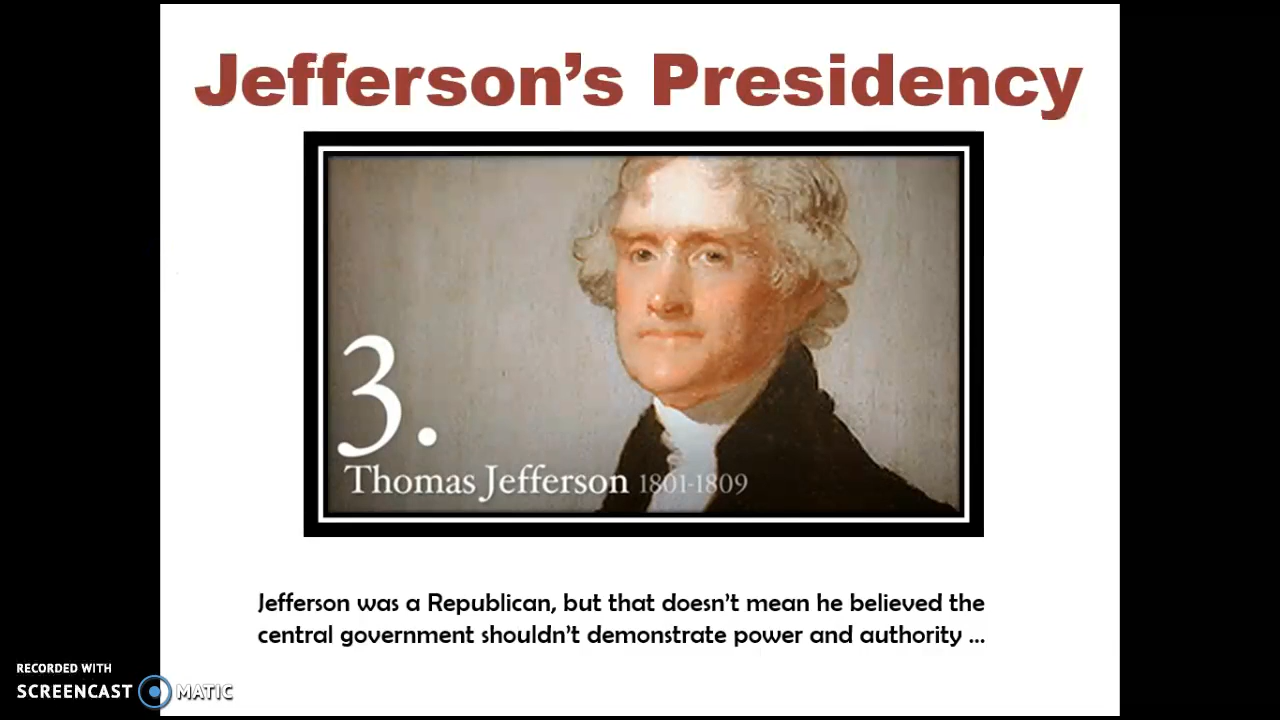 Jefferson’s Presidency
3.
Thomas Jefferson 1801-1809
Jefferson was a Republican, but that doesn’t mean he believed the
central government shouldn’t demonstrate power and authority ...
RECORDED WITH
SCREENCAST MATIC